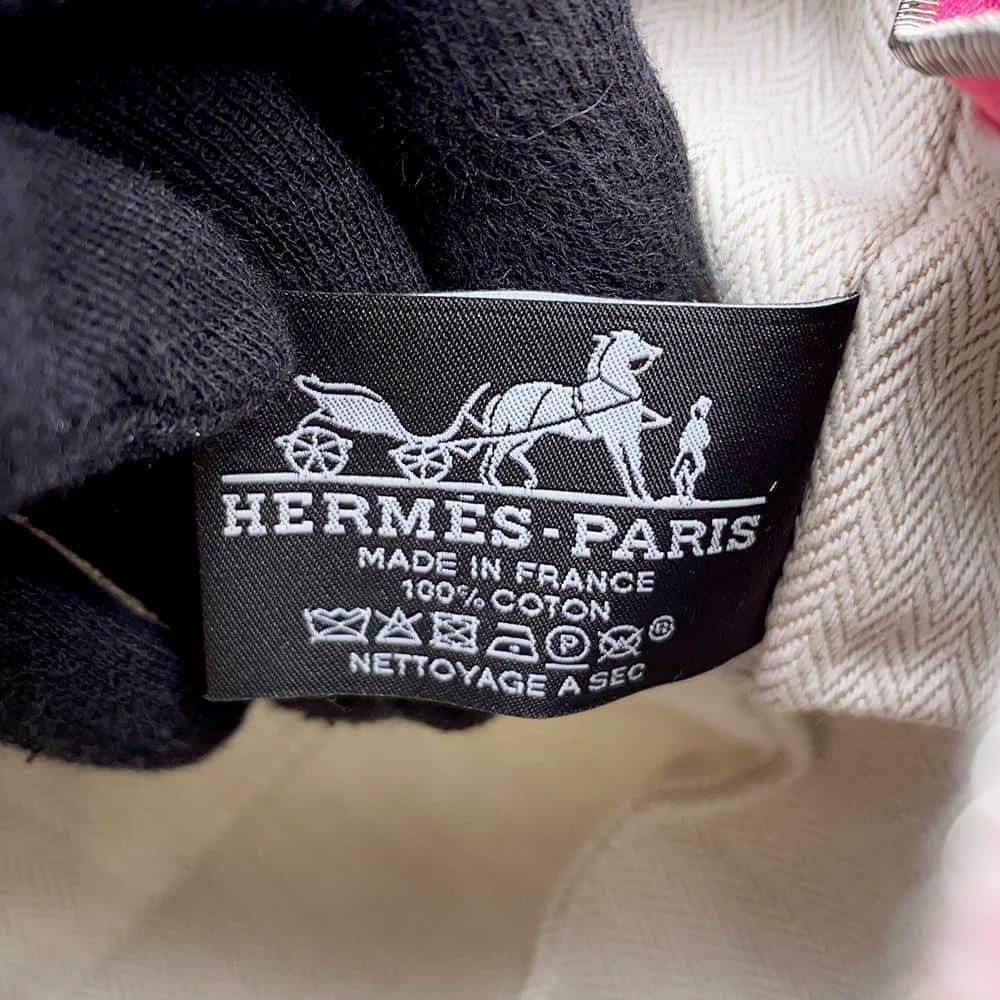 HERMÈS-PARIS
MADE IN FRANCE
100% COTON
P ®
NETTOYAGE A SEC